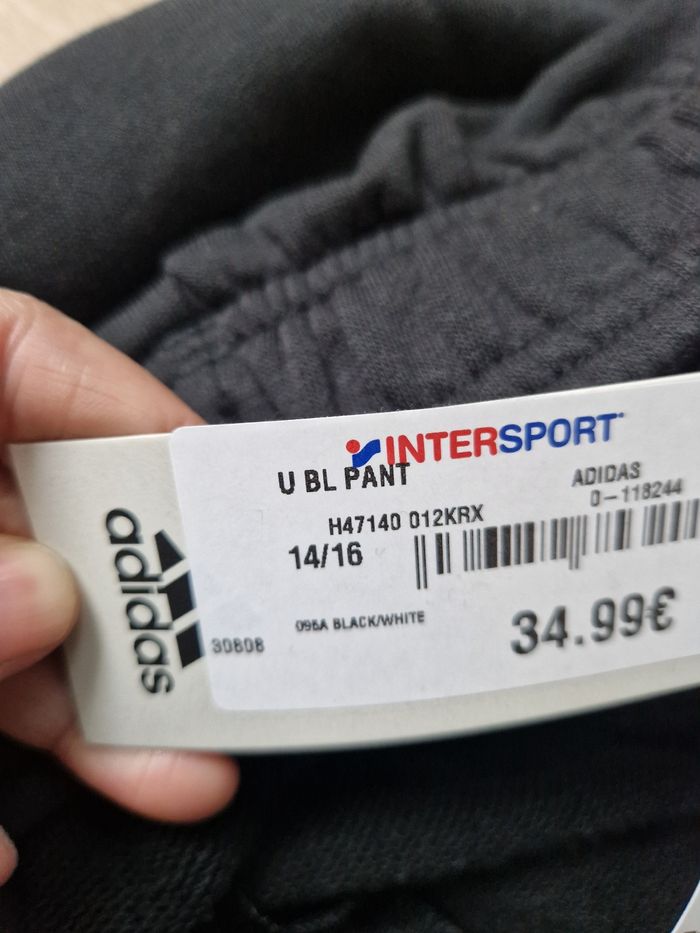 INTERSPORT
U BL PANT
ADIDAS
0-118244
H47140 012KRX
14/16
095A BLACK/WHITE
34.99€
30808
adidas